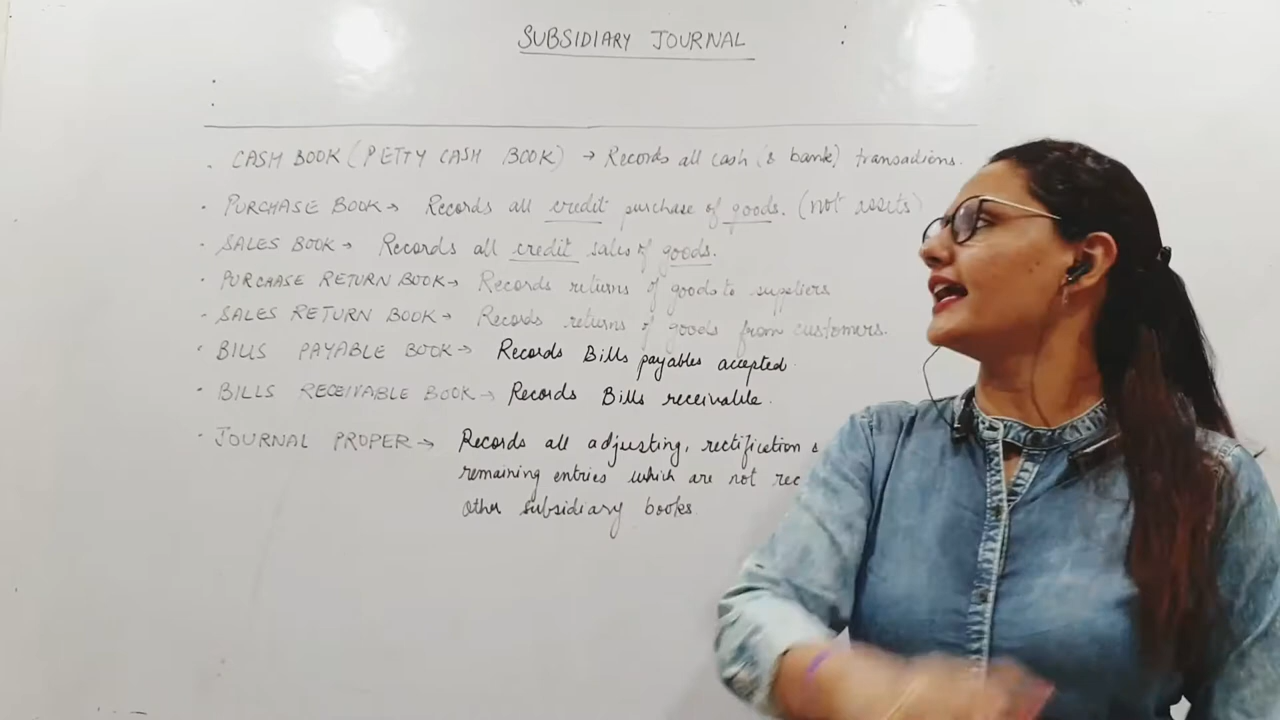 SUBSIDIARY JOURNAL
CASH BOOK (PETTY CASH BOOK) → Records all cash (& bank) transactions.
PURCHASE BOOK → Records all credit purchase of goods. (not assets)
SALES BOOK → Records all credit sales of goods.
PURCHASE RETURN BOOK → Records returns of goods to suppliers
SALES RETURN BOOK → Records returns of goods from customers.
BILLS PAYABLE BOOK → Records Bills payables accepted.
BILLS RECEIVABLE BOOK → Records Bills receivable.
JOURNAL PROPER → Records all adjusting, rectification &
remaining entries which are not rec
other subsidiary books.